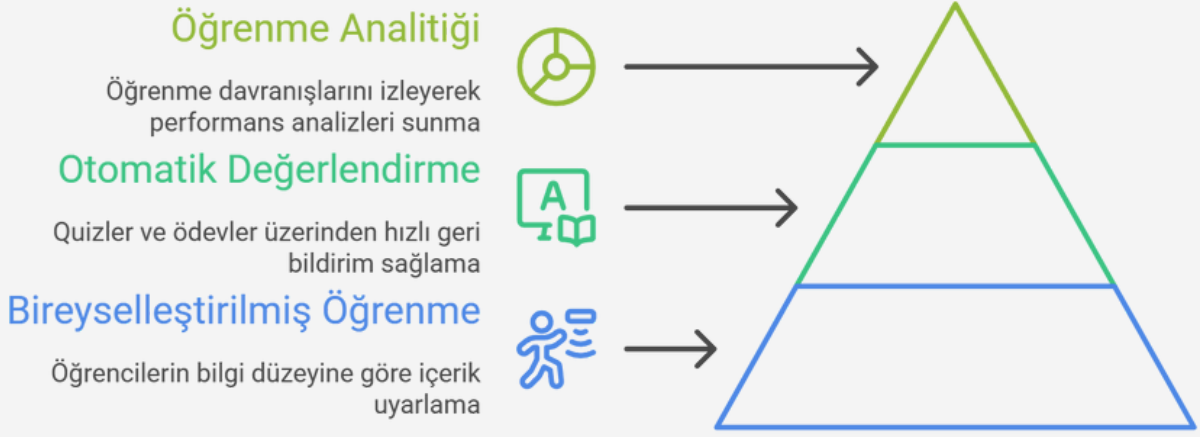 Öğrenme Analitiği
Öğrenme davranışlarını izleyerek
performans analizleri sunma
Otomatik Değerlendirme
A
Quizler ve ödevler üzerinden hızlı geri
bildirim sağlama
Bireyselleştirilmiş Öğrenme
Öğrencilerin bilgi düzeyine göre içerik
uyarlama